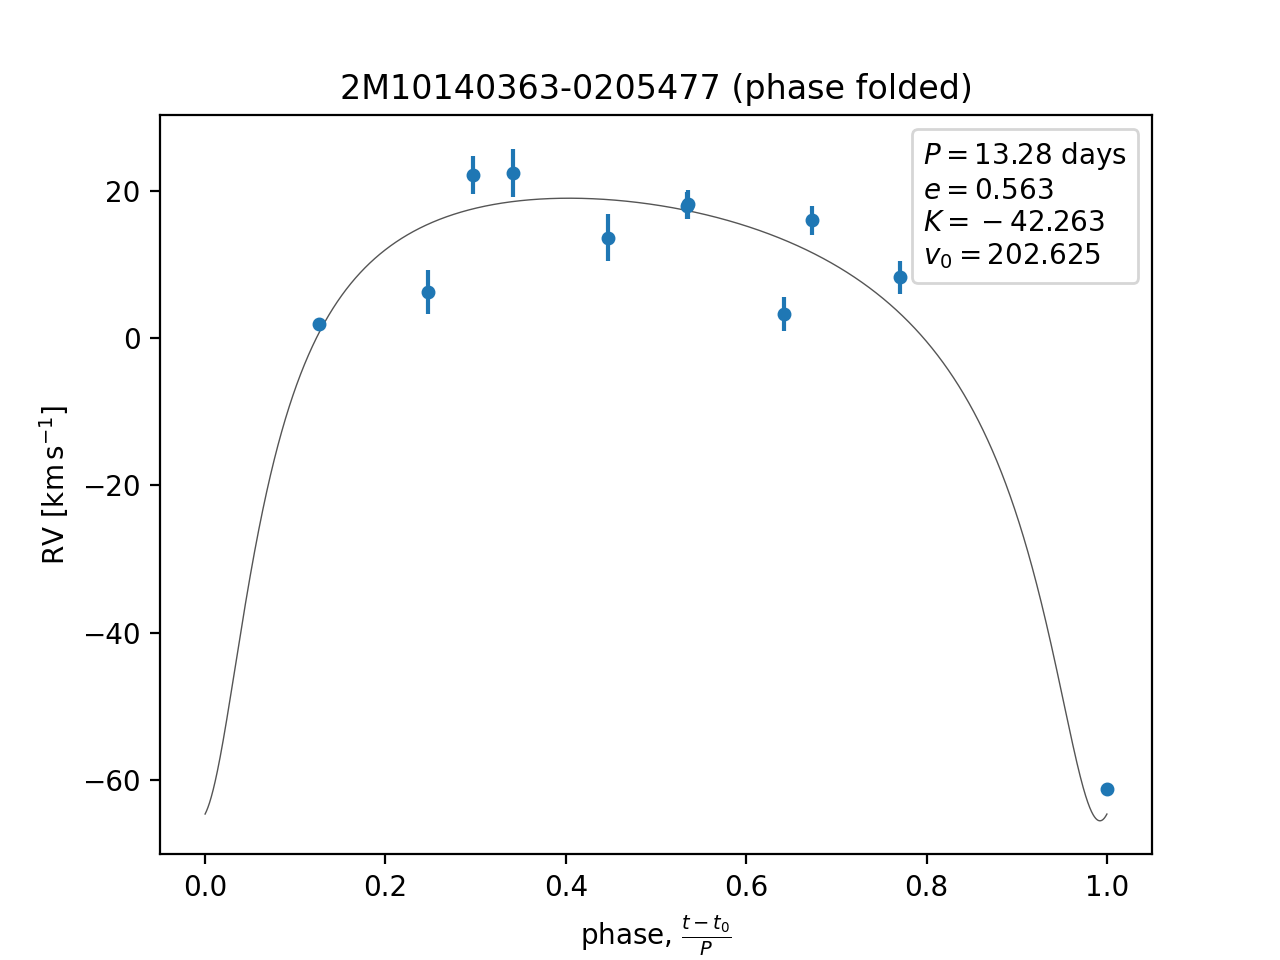 2M10140363-0205477 (phase folded)
P = 13.28 days
e = 0.563
K = −42.263
v₀ = 202.625
20
0
−20
−40
−60
RV [km s⁻¹]
0.0 0.2 0.4 0.6 0.8 1.0
phase, (t − t₀)/P